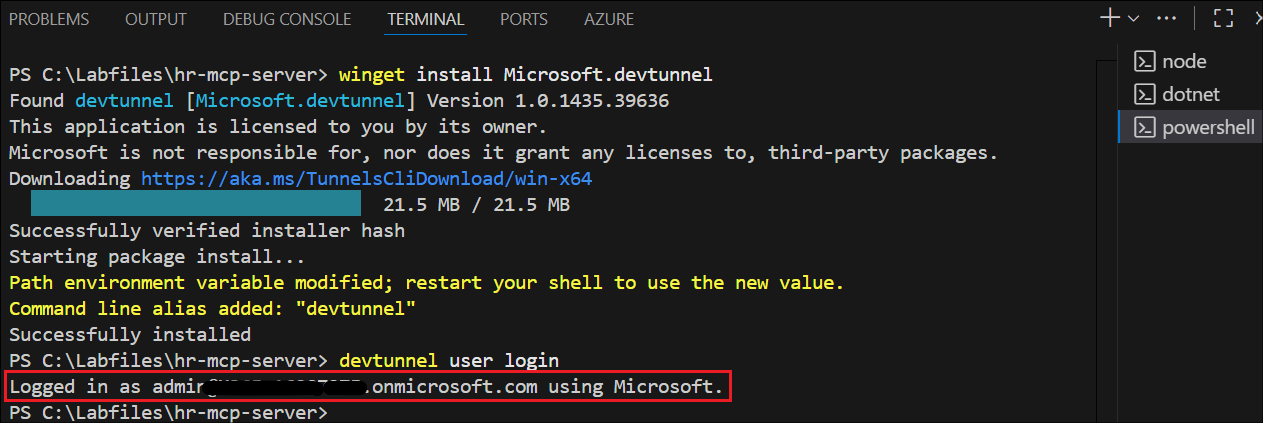 PROBLEMS OUTPUT DEBUG CONSOLE TERMINAL PORTS AZURE
PS C:\Labfiles\hr-mcp-server> winget install Microsoft.devtunnel
Found devtunnel [Microsoft.devtunnel] Version 1.0.1435.39636
This application is licensed to you by its owner.
Microsoft is not responsible for, nor does it grant any licenses to, third-party packages.
Downloading https://aka.ms/TunnelsCliDownload/win-x64
21.5 MB / 21.5 MB
Successfully verified installer hash
Starting package install...
Path environment variable modified; restart your shell to use the new value.
Command line alias added: "devtunnel"
Successfully installed
PS C:\Labfiles\hr-mcp-server> devtunnel user login
Logged in as admin .onmicrosoft.com using Microsoft.
PS C:\Labfiles\hr-mcp-server>
node
dotnet
powershell